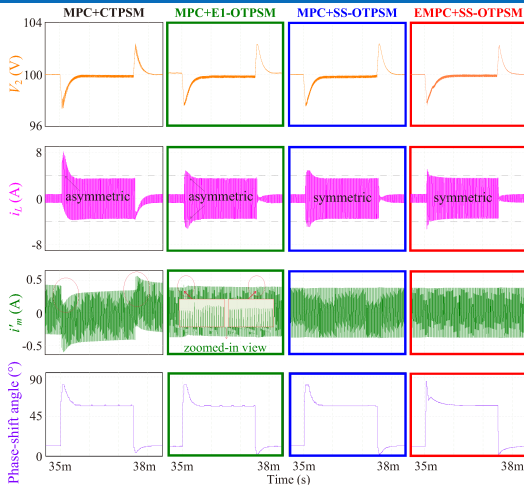 MPC+CTPSM MPC+E1-OTPSM MPC+SS-OTPSM EMPC+SS-OTPSM
104
V2 (V)
100
96
8
iL (A)
0
-8
asymmetric asymmetric symmetric symmetric
0.5
i'm (A)
0.0
-0.5
zoomed-in view
90
Phase-shift angle (°)
45
0
35m 38m 35m 38m 35m 38m 35m 38m
Time (s)